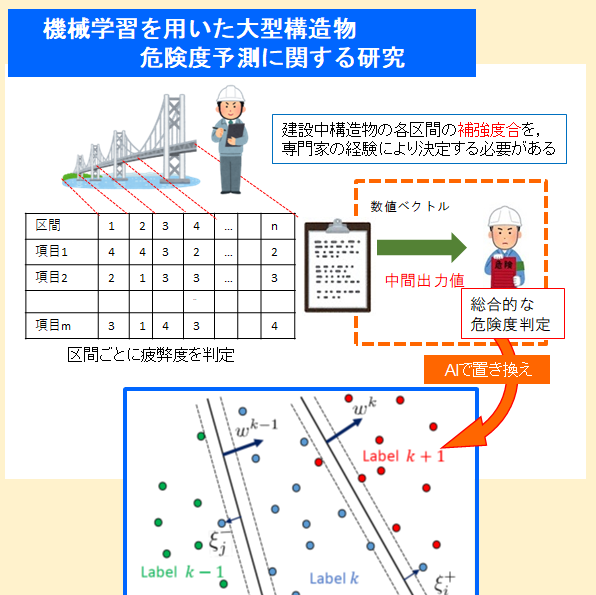 機械学習を用いた大型構造物
危険度予測に関する研究
建設中構造物の各区間の補強度合を，
専門家の経験により決定する必要がある
区間 1 2 3 4 … n
項目1 4 4 3 2 … 2
項目2 2 1 3 3 … 3
項目m 3 1 4 3 4
区間ごとに疲弊度を判定
数値ベクトル
中間出力値
危険
総合的な
危険度判定
AIで置き換え
w^{k-1}
w^k
Label k+1
ξ_j^-
Label k-1
Label k
ξ_i^+